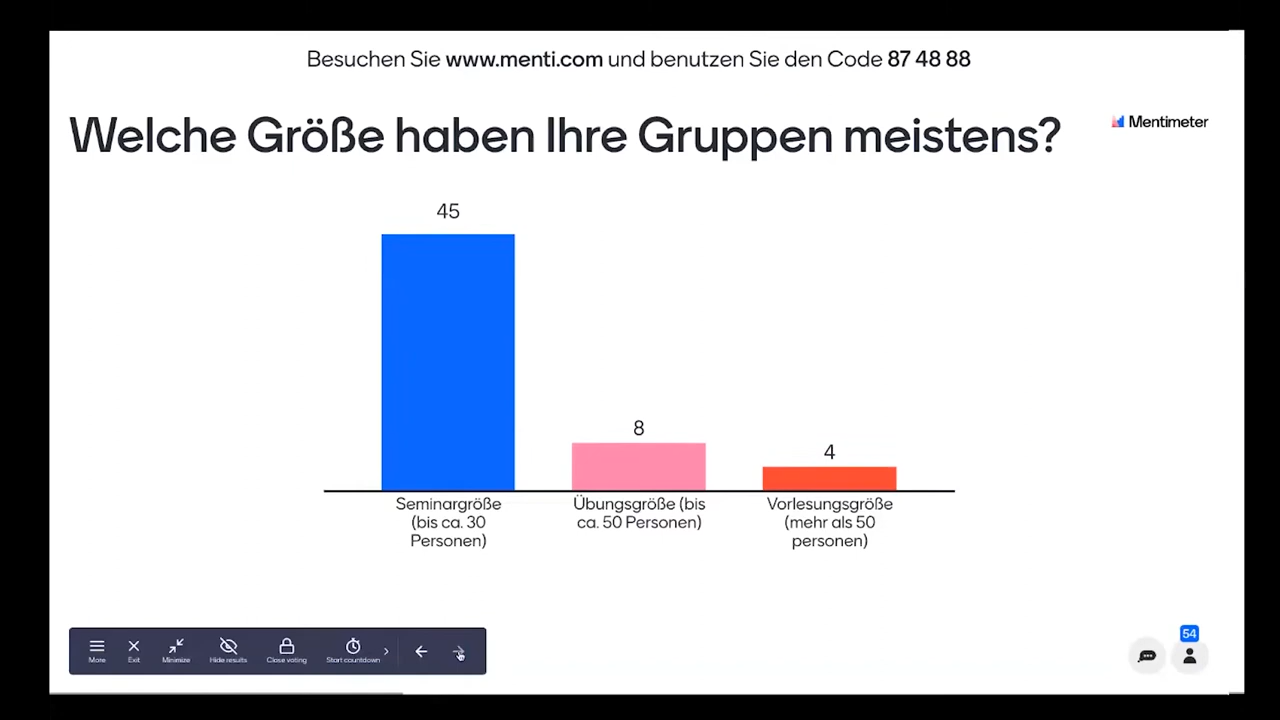 Besuchen Sie www.menti.com und benutzen Sie den Code 87 48 88
Welche Größe haben Ihre Gruppen meistens?
Mentimeter
45
8
4
Seminargröße
(bis ca. 30
Personen)
Übungsgröße (bis
ca. 50 Personen)
Vorlesungsgröße
(mehr als 50
personen)
More
Exit
Minimize
Hide results
Close voting
Start countdown
54